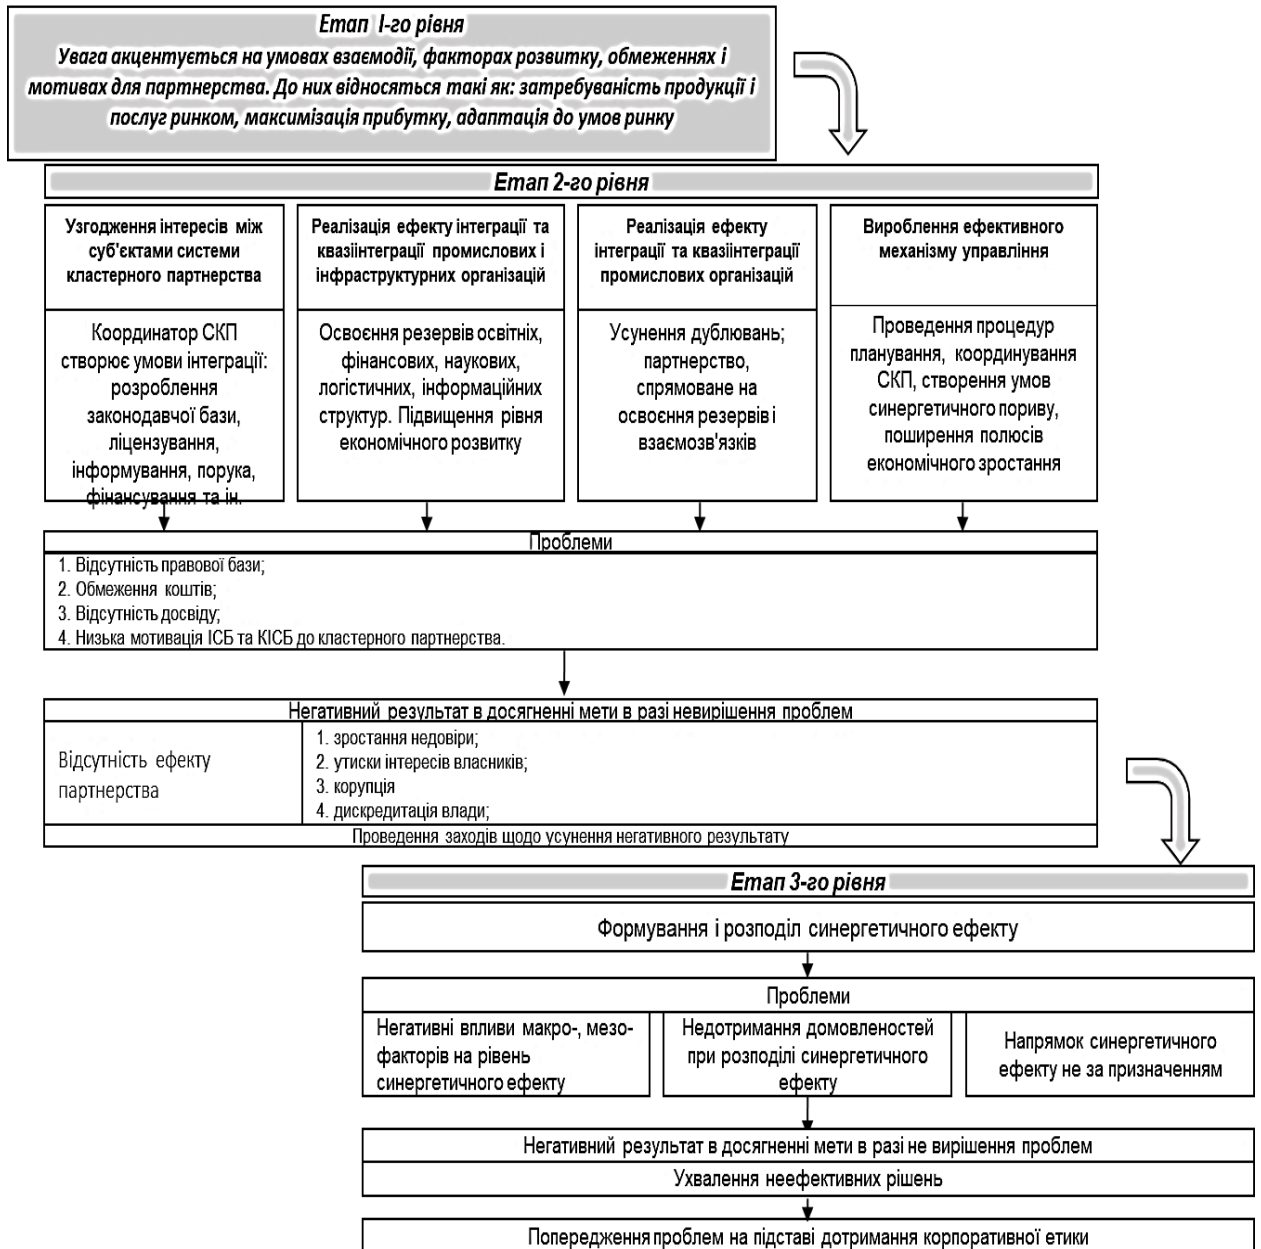 Етап І-го рівня
Увага акцентується на умовах взаємодії, факторах розвитку, обмеженнях і
мотивах для партнерства. До них відносяться такі як: затребуваність продукції і
послуг ринком, максимізація прибутку, адаптація до умов ринку
Етап 2-го рівня
Узгодження інтересів між
суб'єктами системи
кластерного партнерства
Реалізація ефекту інтеграції та
квазіінтеграції промислових і
інфраструктурних організацій
Реалізація ефекту
інтеграції та квазіінтеграції
промислових організацій
Вироблення ефективного
механізму управління
Координатор СКП
створює умови інтеграції:
розроблення
законодавчої бази,
ліцензування,
інформування, порука,
фінансування та ін.
Освоєння резервів освітніх,
фінансових, наукових,
логістичних, інформаційних
структур. Підвищення рівня
економічного розвитку
Усунення дублювань;
партнерство,
спрямоване на
освоєння резервів і
взаємозв'язків
Проведення процедур
планування, координування
СКП, створення умов
синергетичного пориву,
поширення полюсів
економічного зростання
Проблеми
1. Відсутність правової бази;
2. Обмеження коштів;
3. Відсутність досвіду;
4. Низька мотивація ІСБ та КІСБ до кластерного партнерства.
Негативний результат в досягненні мети в разі невирішення проблем
Відсутність ефекту
партнерства
1. зростання недовіри;
2. утиски інтересів власників;
3. корупція
4. дискредитація влади;
Проведення заходів щодо усунення негативного результату
Етап 3-го рівня
Формування і розподіл синергетичного ефекту
Проблеми
Негативні впливи макро-, мезо-
факторів на рівень
синергетичного ефекту
Недотримання домовленостей
при розподілі синергетичного
ефекту
Напрямок синергетичного
ефекту не за призначенням
Негативний результат в досягненні мети в разі не вирішення проблем
Ухвалення неефективних рішень
Попередження проблем на підставі дотримання корпоративної етики